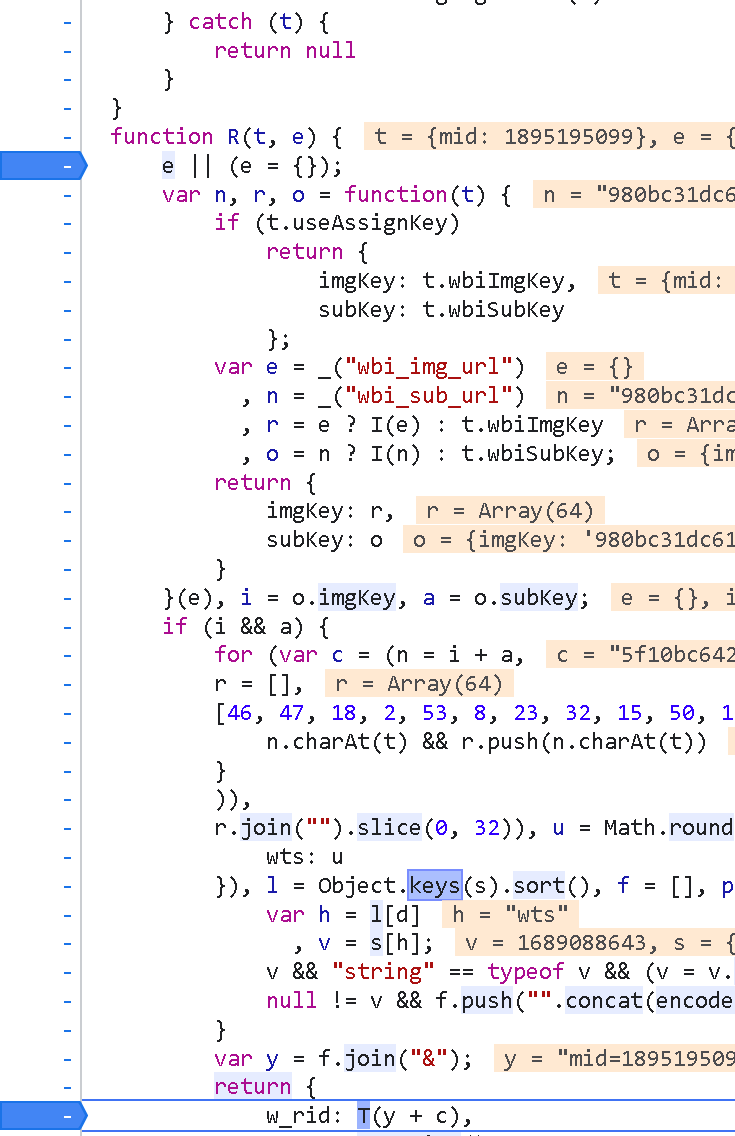 } catch (t) {
return null
}
}
function R(t, e) { t = {mid: 1895195099}, e = {
e || (e = {});
var n, r, o = function(t) { n = "980bc31dc6
if (t.useAssignKey)
return {
imgKey: t.wbiImgKey, t = {mid:
subKey: t.wbiSubKey
};
var e = _("wbi_img_url") e = {}
, n = _("wbi_sub_url") n = "980bc31dc
, r = e ? I(e) : t.wbiImgKey r = Arra
, o = n ? I(n) : t.wbiSubKey; o = {im
return {
imgKey: r, r = Array(64)
subKey: o o = {imgKey: '980bc31dc61
}
}(e), i = o.imgKey, a = o.subKey; e = {}, i
if (i && a) {
for (var c = (n = i + a, c = "5f10bc642
r = [], r = Array(64)
[46, 47, 18, 2, 53, 8, 23, 32, 15, 50, 1
n.charAt(t) && r.push(n.charAt(t))
}
)),
r.join("").slice(0, 32)), u = Math.round
wts: u
}), l = Object.keys(s).sort(), f = [], p
var h = l[d] h = "wts"
, v = s[h]; v = 1689088643, s = {
v && "string" == typeof v && (v = v.
null != v && f.push("".concat(encode
}
var y = f.join("&"); y = "mid=189519509
return {
w_rid: T(y + c),